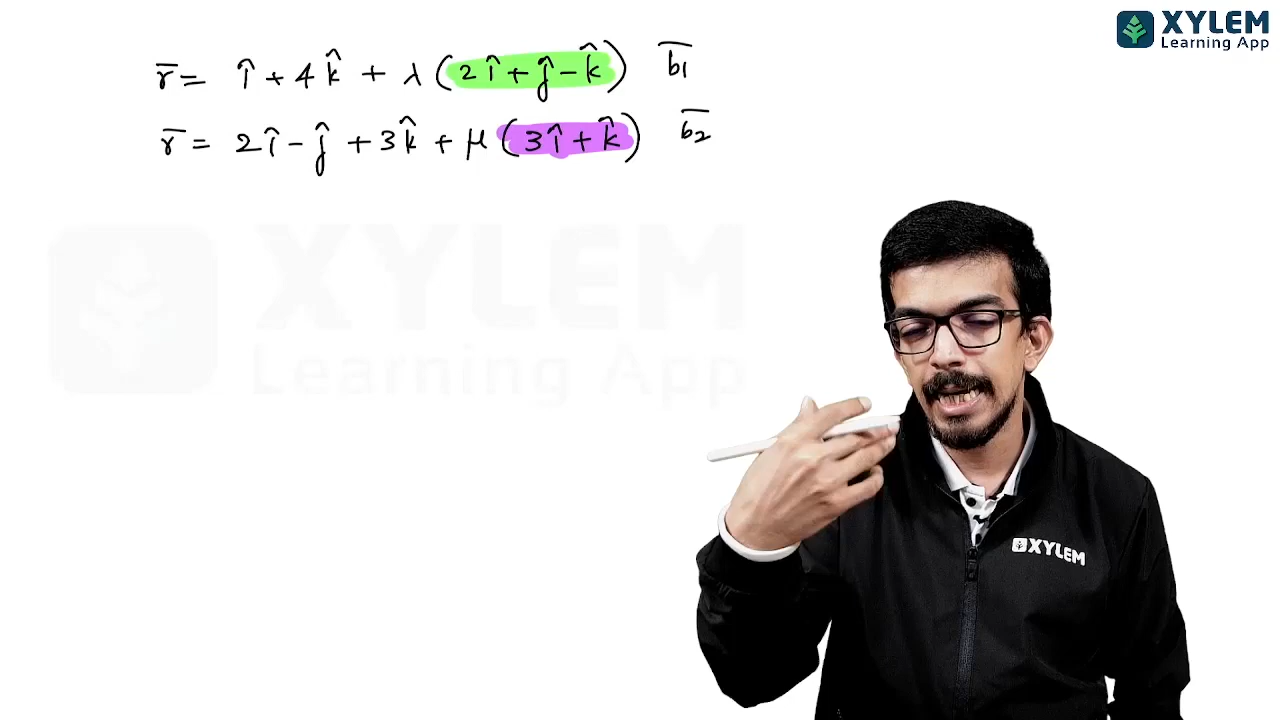 XYLEM
Learning App
r̄ = î + 4k̂ + λ (2î + ĵ − k̂) b̄₁
r̄ = 2î − ĵ + 3k̂ + μ (3î + k̂) b̄₂
XYLEM
Learning App
XYLEM